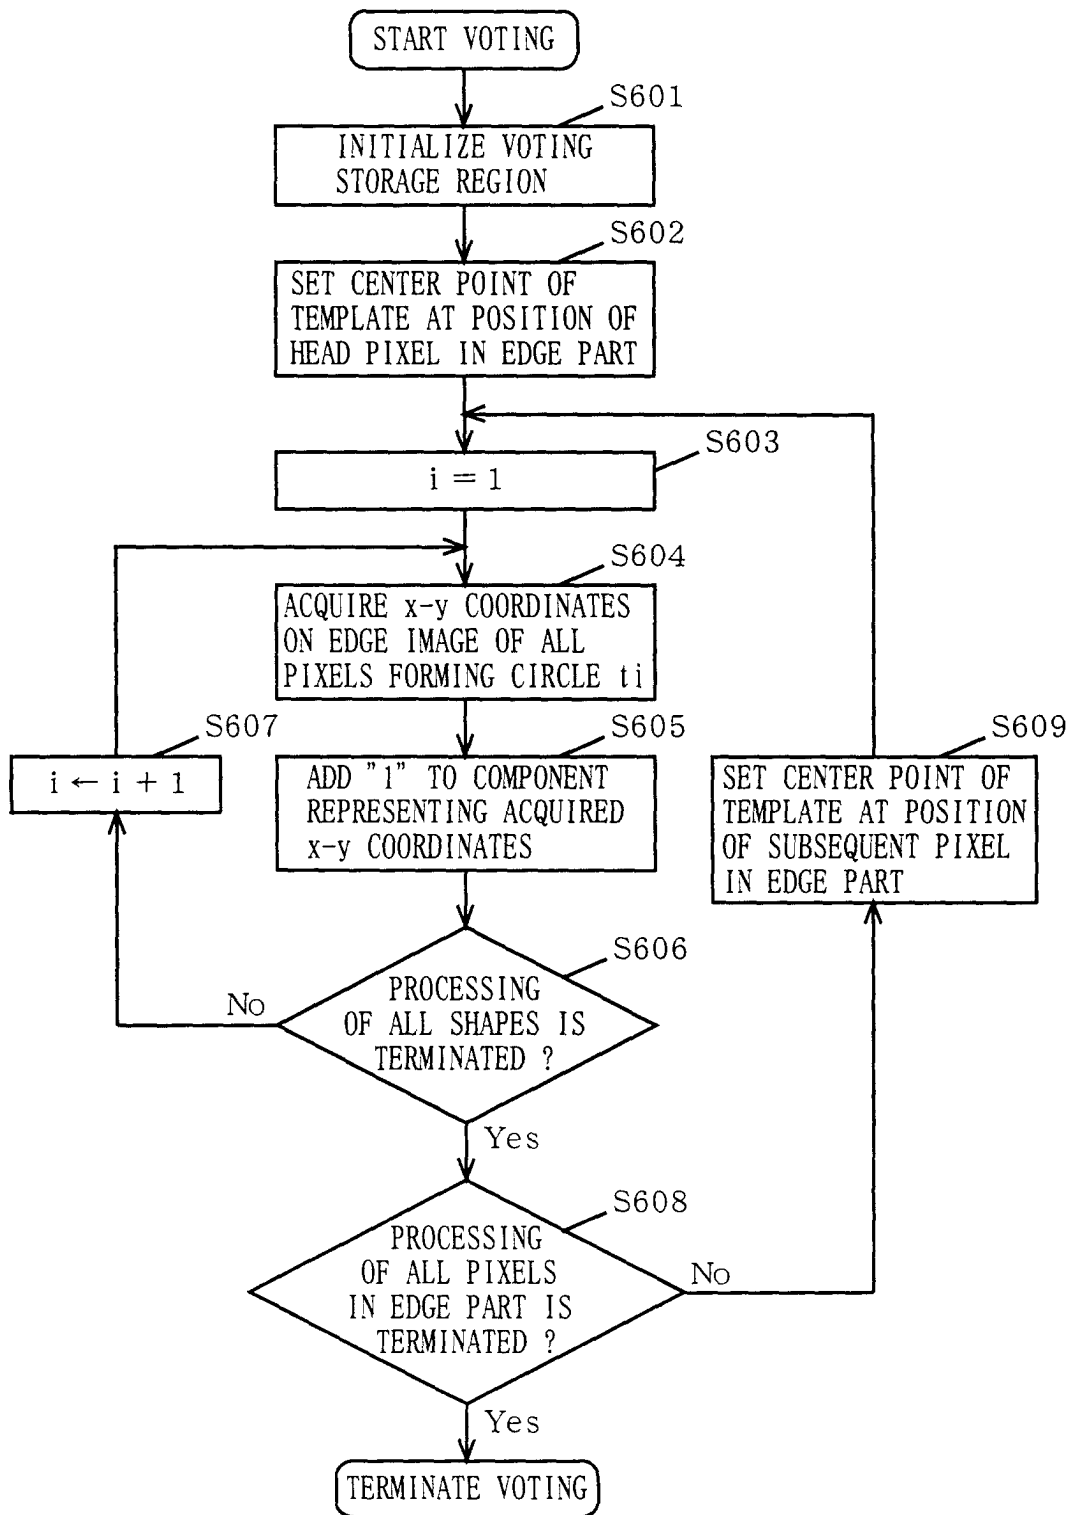 START VOTING
S601
INITIALIZE VOTING
STORAGE REGION
S602
SET CENTER POINT OF
TEMPLATE AT POSITION OF
HEAD PIXEL IN EDGE PART
S603
i = 1
S604
ACQUIRE x-y COORDINATES
ON EDGE IMAGE OF ALL
PIXELS FORMING CIRCLE ti
S605
ADD "1" TO COMPONENT
REPRESENTING ACQUIRED
x-y COORDINATES
S607
i ← i + 1
S609
SET CENTER POINT OF
TEMPLATE AT POSITION
OF SUBSEQUENT PIXEL
IN EDGE PART
S606
PROCESSING
OF ALL SHAPES IS
TERMINATED ?
No
Yes
S608
PROCESSING
OF ALL PIXELS
IN EDGE PART IS
TERMINATED ?
No
Yes
TERMINATE VOTING